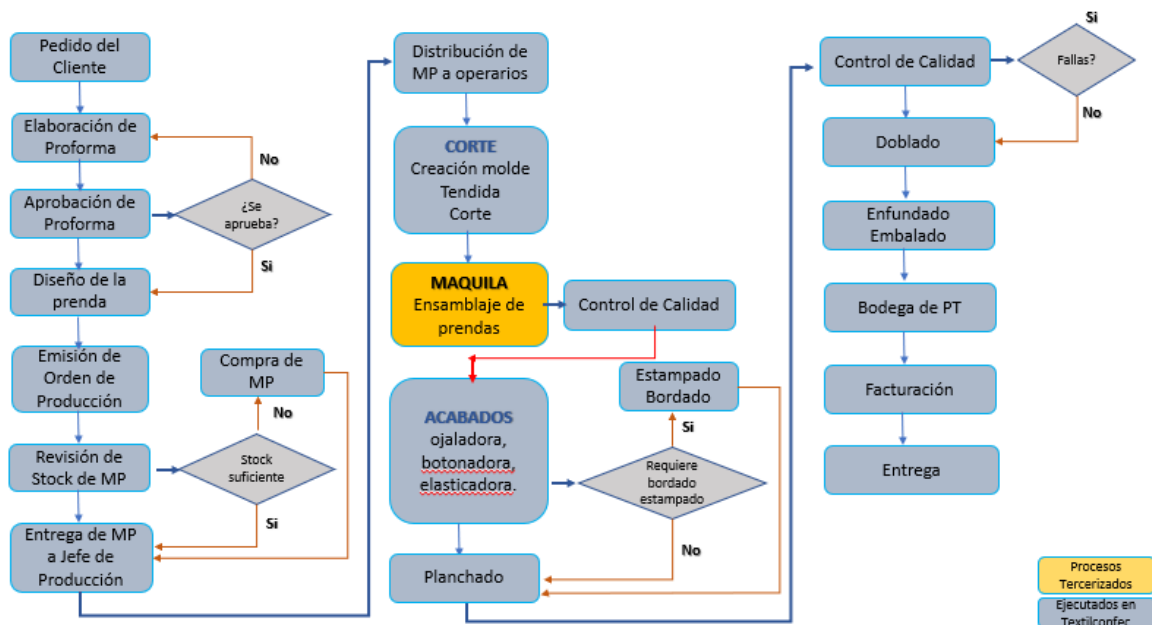 Pedido del
Cliente
Elaboración de
Proforma
No
Aprobación de
Proforma
¿Se
aprueba?
Si
Diseño de la
prenda
Emisión de
Orden de
Producción
Compra de
MP
No
Revisión de
Stock de MP
Stock
suficiente
Si
Entrega de MP
a Jefe de
Producción
Distribución de
MP a operarios
CORTE
Creación molde
Tendida
Corte
MAQUILA
Ensamblaje de
prendas
Control de Calidad
ACABADOS
ojaladora,
botonadora,
elasticadora.
Estampado
Bordado
Si
Requiere
bordado
estampado
No
Planchado
Control de Calidad
Si
Fallas?
No
Doblado
Enfundado
Embalado
Bodega de PT
Facturación
Entrega
Procesos
Tercerizados
Ejecutados en
Textilconfec